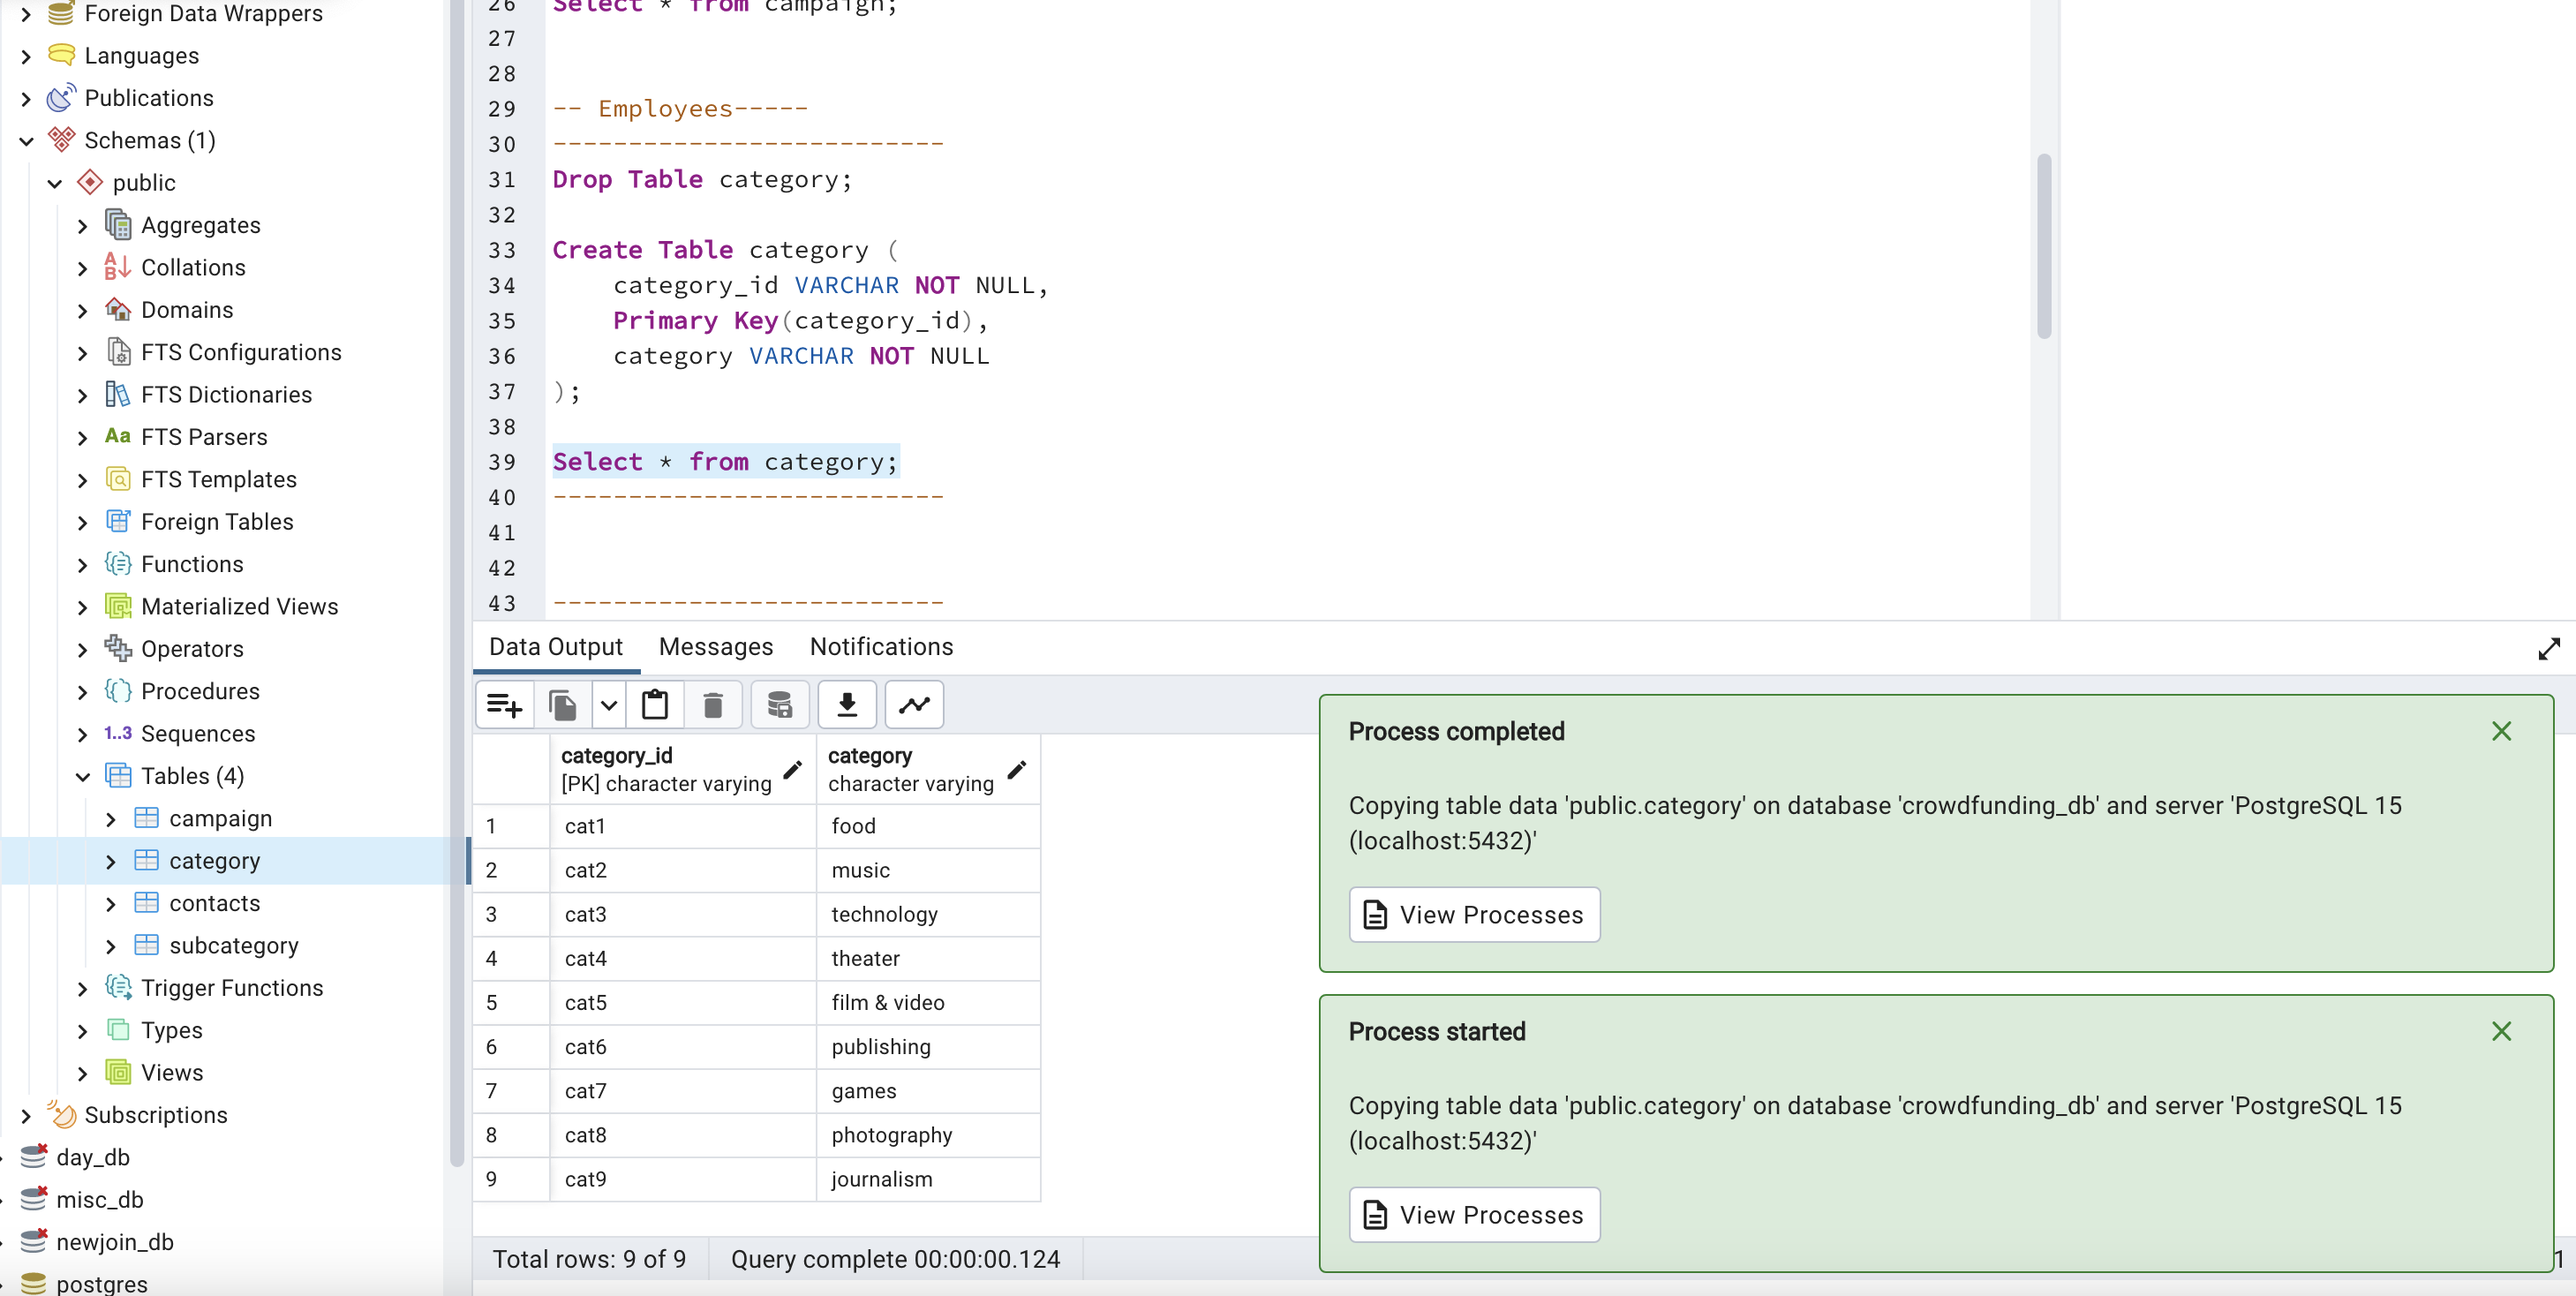 Foreign Data Wrappers
Languages
Publications
Schemas (1)
public
Aggregates
Collations
Domains
FTS Configurations
FTS Dictionaries
Aa FTS Parsers
FTS Templates
Foreign Tables
Functions
Materialized Views
Operators
Procedures
1..3 Sequences
Tables (4)
campaign
category
contacts
subcategory
Trigger Functions
Types
Views
Subscriptions
day_db
misc_db
newjoin_db
postgres
26 Select * from campaign;
27
28
29 -- Employees-----
30 --------------------------
31 Drop Table category;
32
33 Create Table category (
34     category_id VARCHAR NOT NULL,
35     Primary Key(category_id),
36     category VARCHAR NOT NULL
37 );
38
39 Select * from category;
40 --------------------------
41
42
43 --------------------------
Data Output Messages Notifications
category_id category
[PK] character varying character varying
1 cat1 food
2 cat2 music
3 cat3 technology
4 cat4 theater
5 cat5 film & video
6 cat6 publishing
7 cat7 games
8 cat8 photography
9 cat9 journalism
Total rows: 9 of 9 Query complete 00:00:00.124
Process completed
Copying table data 'public.category' on database 'crowdfunding_db' and server 'PostgreSQL 15
(localhost:5432)'
View Processes
Process started
Copying table data 'public.category' on database 'crowdfunding_db' and server 'PostgreSQL 15
(localhost:5432)'
View Processes
1